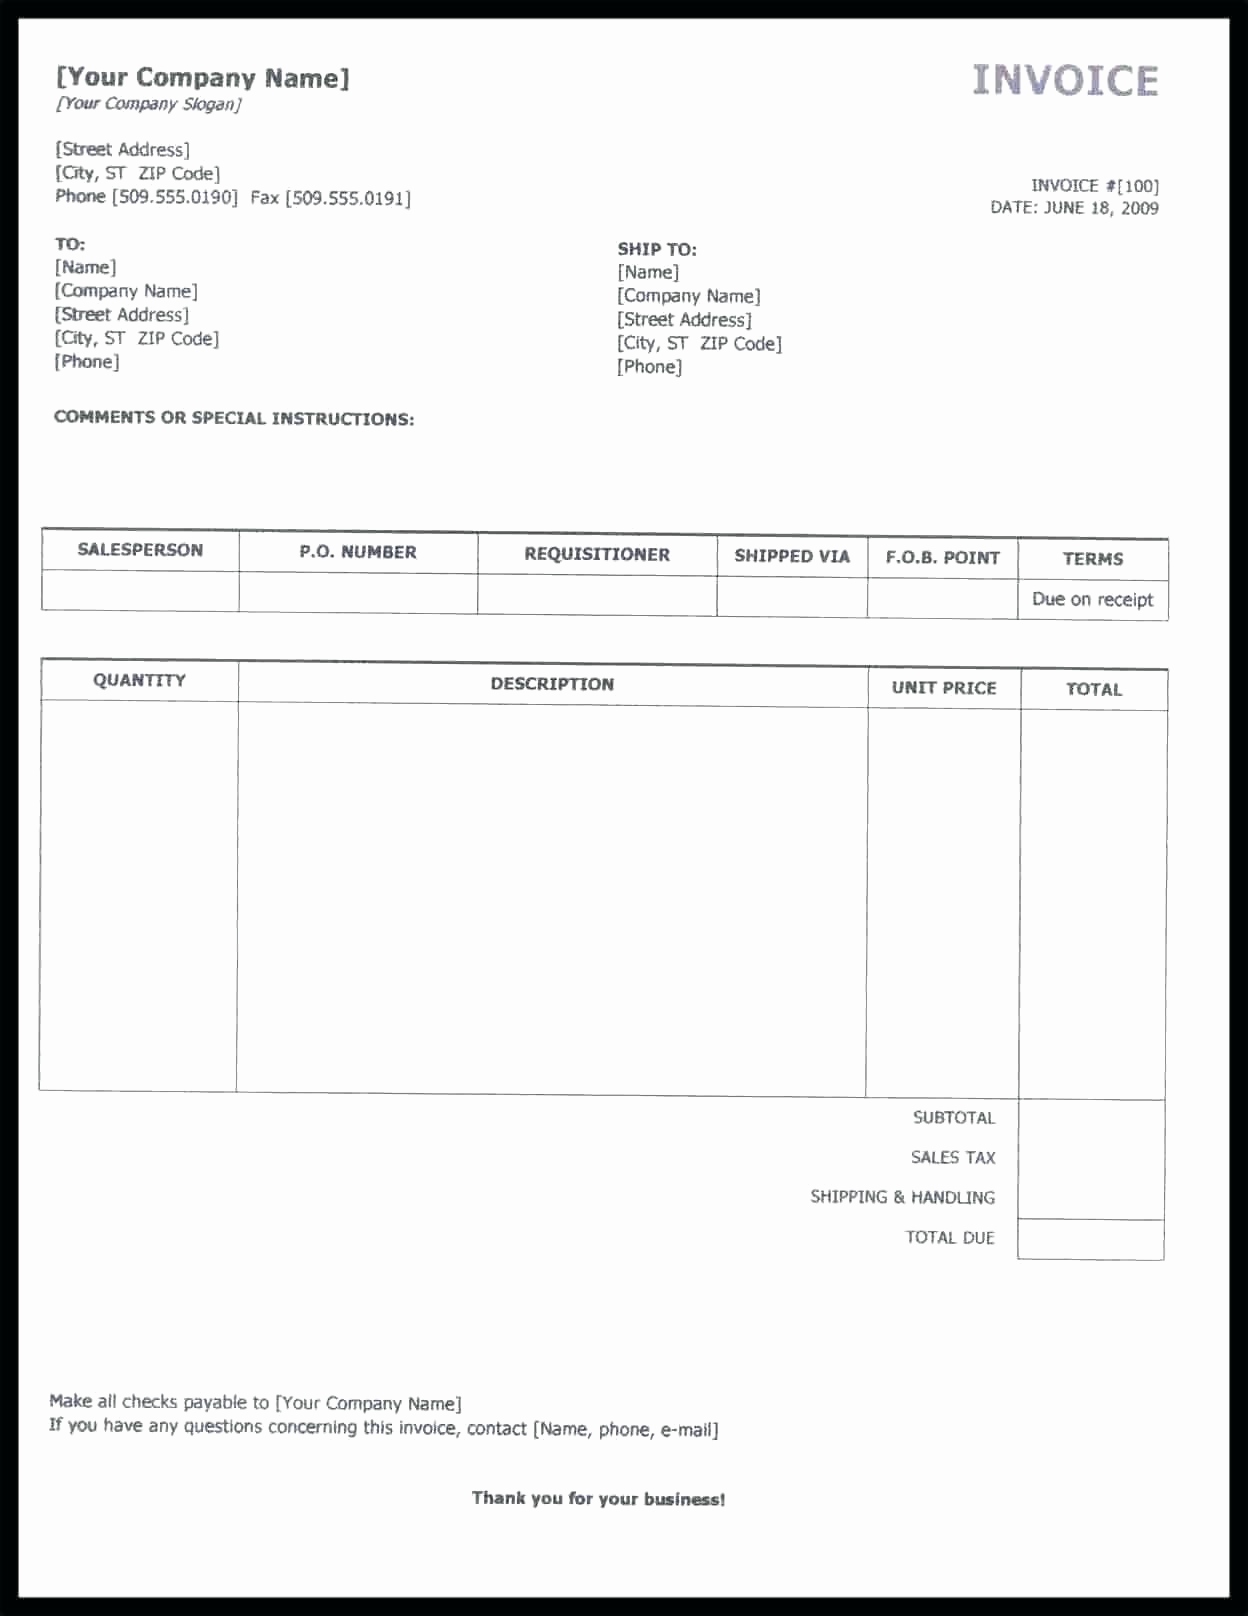 [Your Company Name]
INVOICE
[Your Company Slogan]
[Street Address]
[City, ST  ZIP Code]
Phone [509.555.0190]  Fax [509.555.0191]
INVOICE #[100]
DATE: JUNE 18, 2009
TO:
[Name]
[Company Name]
[Street Address]
[City, ST  ZIP Code]
[Phone]
SHIP TO:
[Name]
[Company Name]
[Street Address]
[City, ST  ZIP Code]
[Phone]
COMMENTS OR SPECIAL INSTRUCTIONS:
SALESPERSON P.O. NUMBER REQUISITIONER SHIPPED VIA F.O.B. POINT TERMS
Due on receipt
QUANTITY DESCRIPTION UNIT PRICE TOTAL
SUBTOTAL
SALES TAX
SHIPPING & HANDLING
TOTAL DUE
Make all checks payable to [Your Company Name]
If you have any questions concerning this invoice, contact [Name, phone, e-mail]
Thank you for your business!